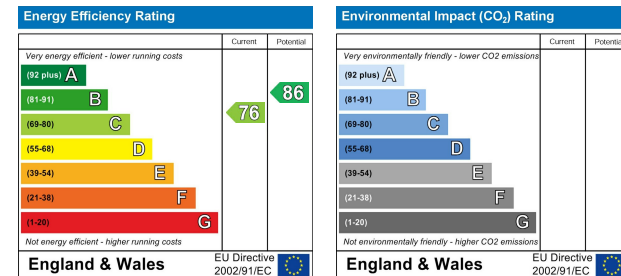 Energy Efficiency Rating
Current Potential
Very energy efficient - lower running costs
(92 plus) A
(81-91) B
(69-80) C
(55-68) D
(39-54) E
(21-38) F
(1-20) G
76
86
Not energy efficient - higher running costs
England & Wales
EU Directive
2002/91/EC
Environmental Impact (CO₂) Rating
Current Potentia
Very environmentally friendly - lower CO2 emissions
(92 plus) A
(81-91) B
(69-80) C
(55-68) D
(39-54) E
(21-38) F
(1-20) G
Not environmentally friendly - higher CO2 emissions
England & Wales
EU Directive
2002/91/EC